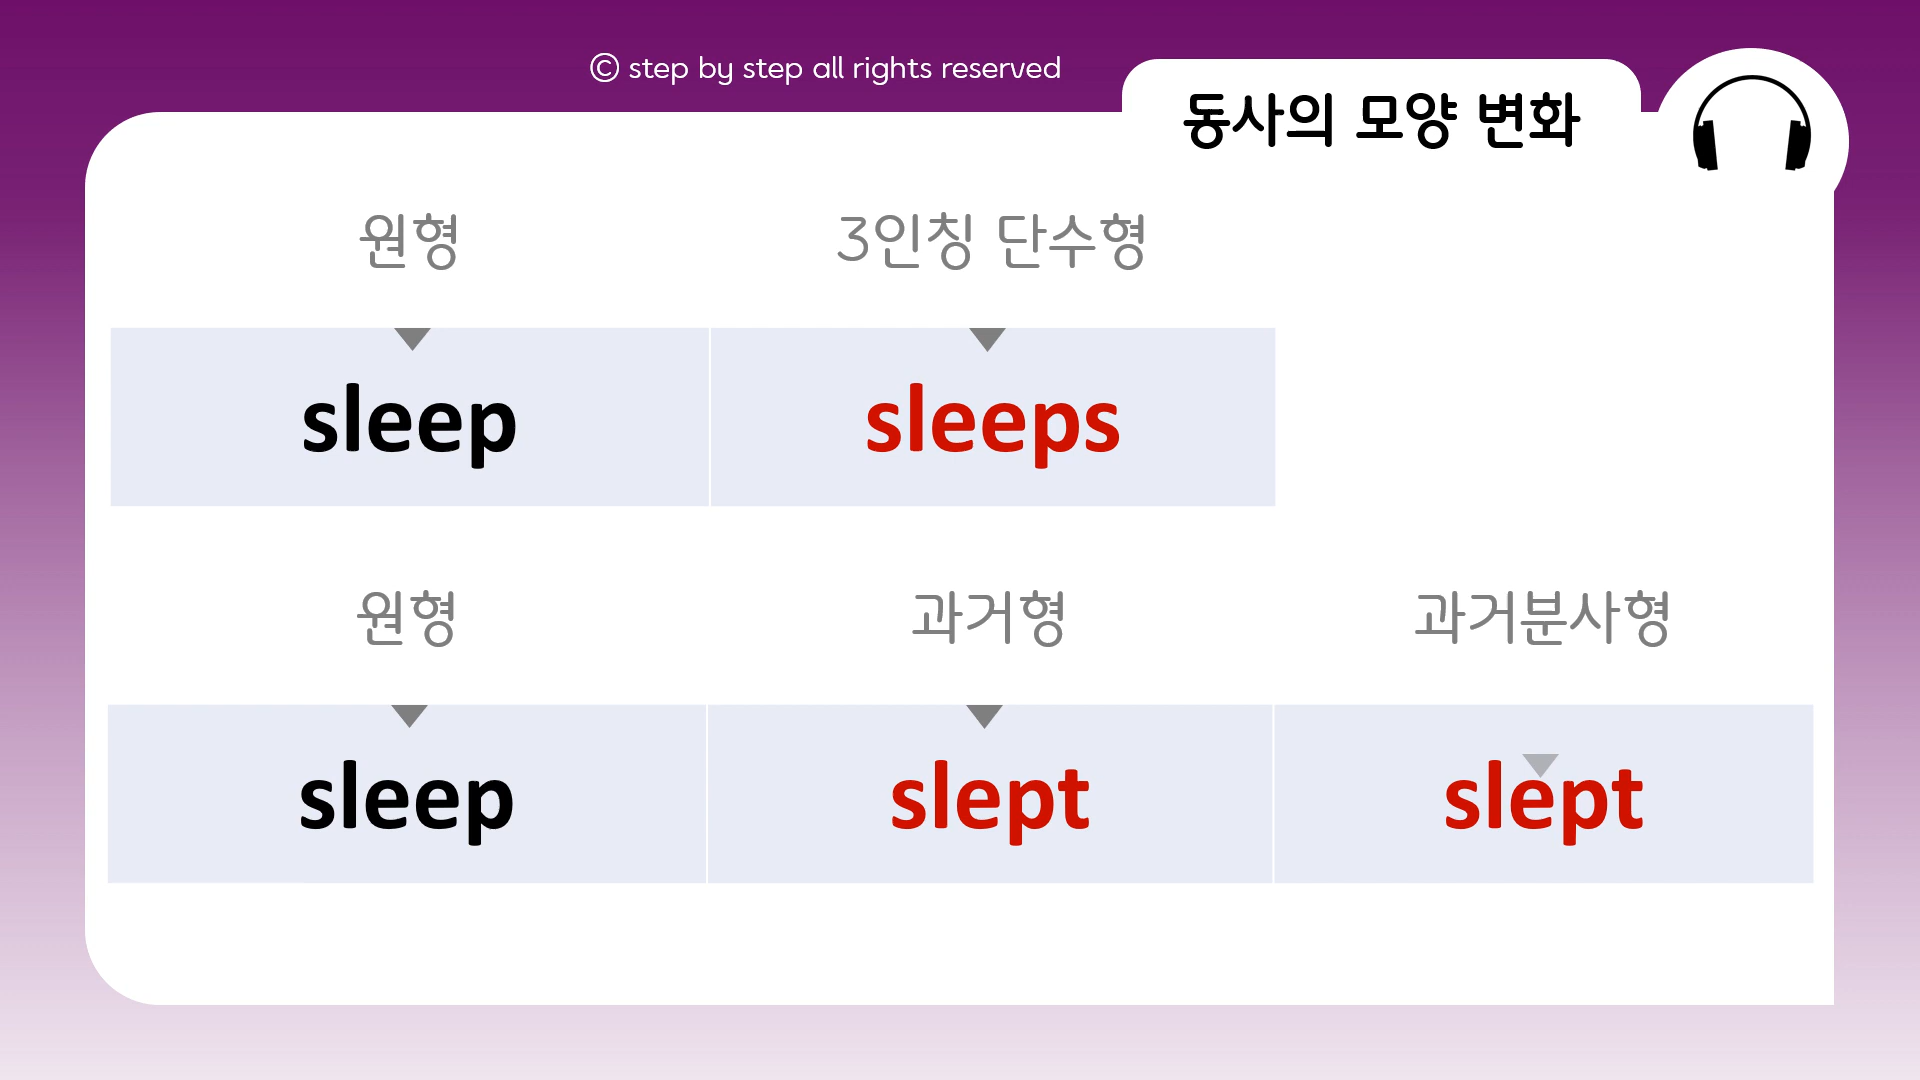 © step by step all rights reserved
동사의 모양 변화
원형 3인칭 단수형
sleep sleeps
원형 과거형 과거분사형
sleep slept slept